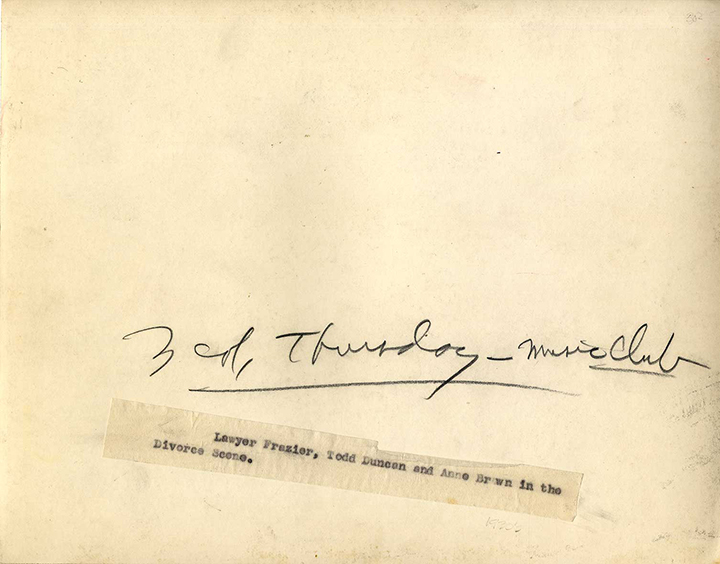 3 col, Thursday - Music Club
Lawyer Frazier, Todd Duncan and Anne Brown in the
Divorce Scene.